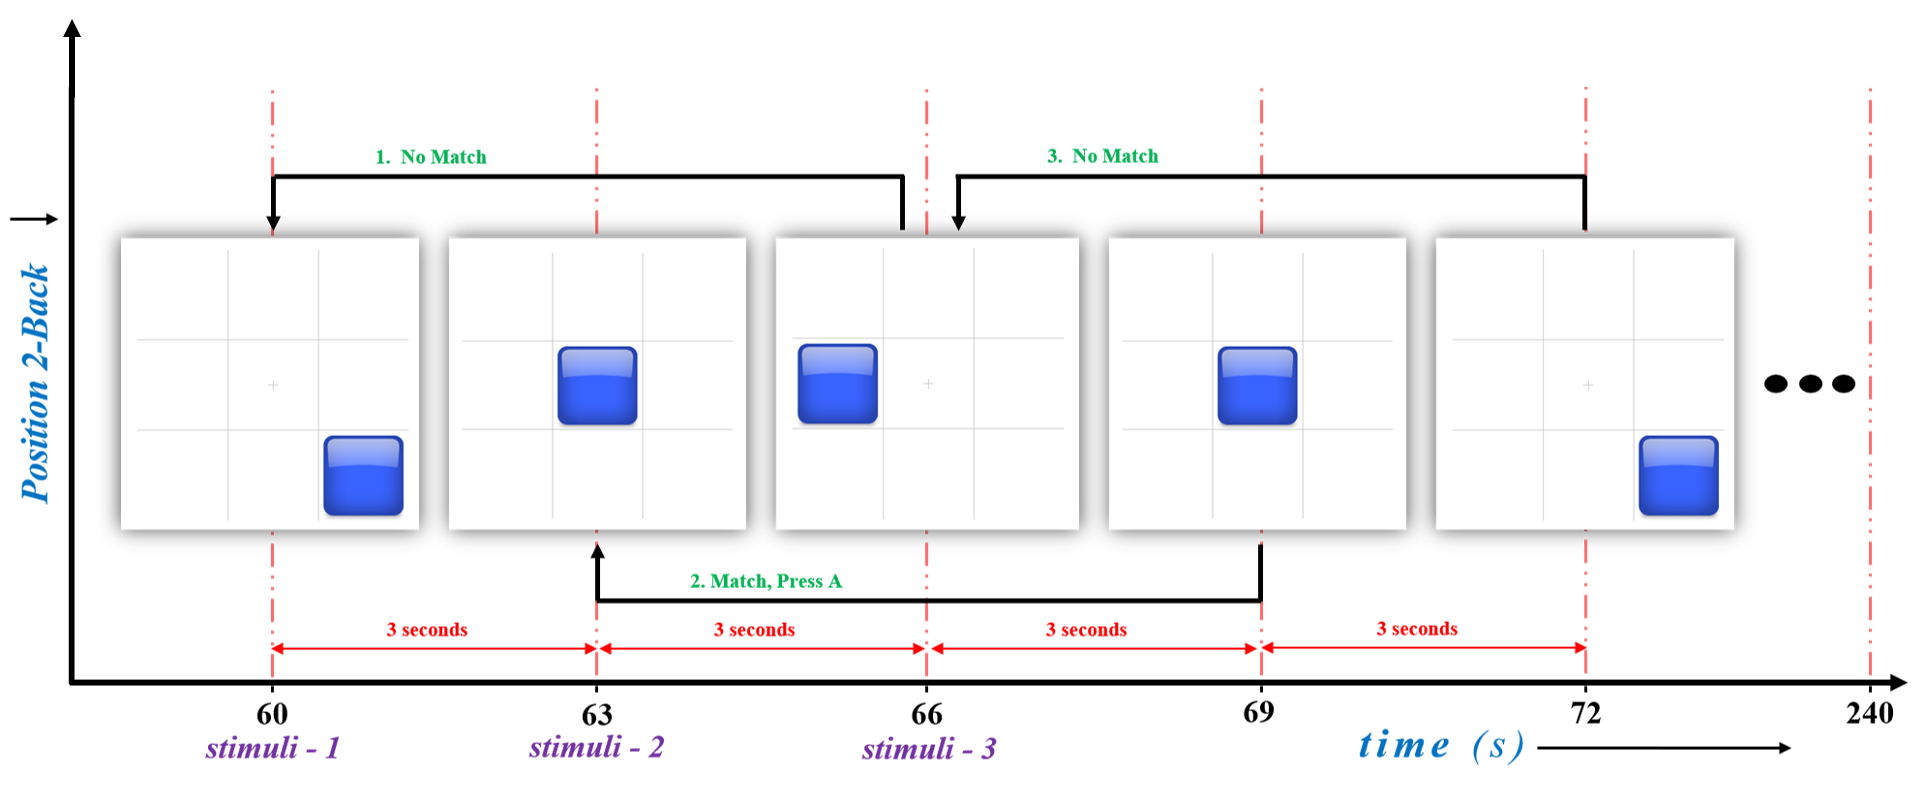 1. No Match
3. No Match
Position 2-Back
2. Match, Press A
3 seconds
3 seconds
3 seconds
3 seconds
60
63
66
69
72
240
stimuli - 1
stimuli - 2
stimuli - 3
time (s)